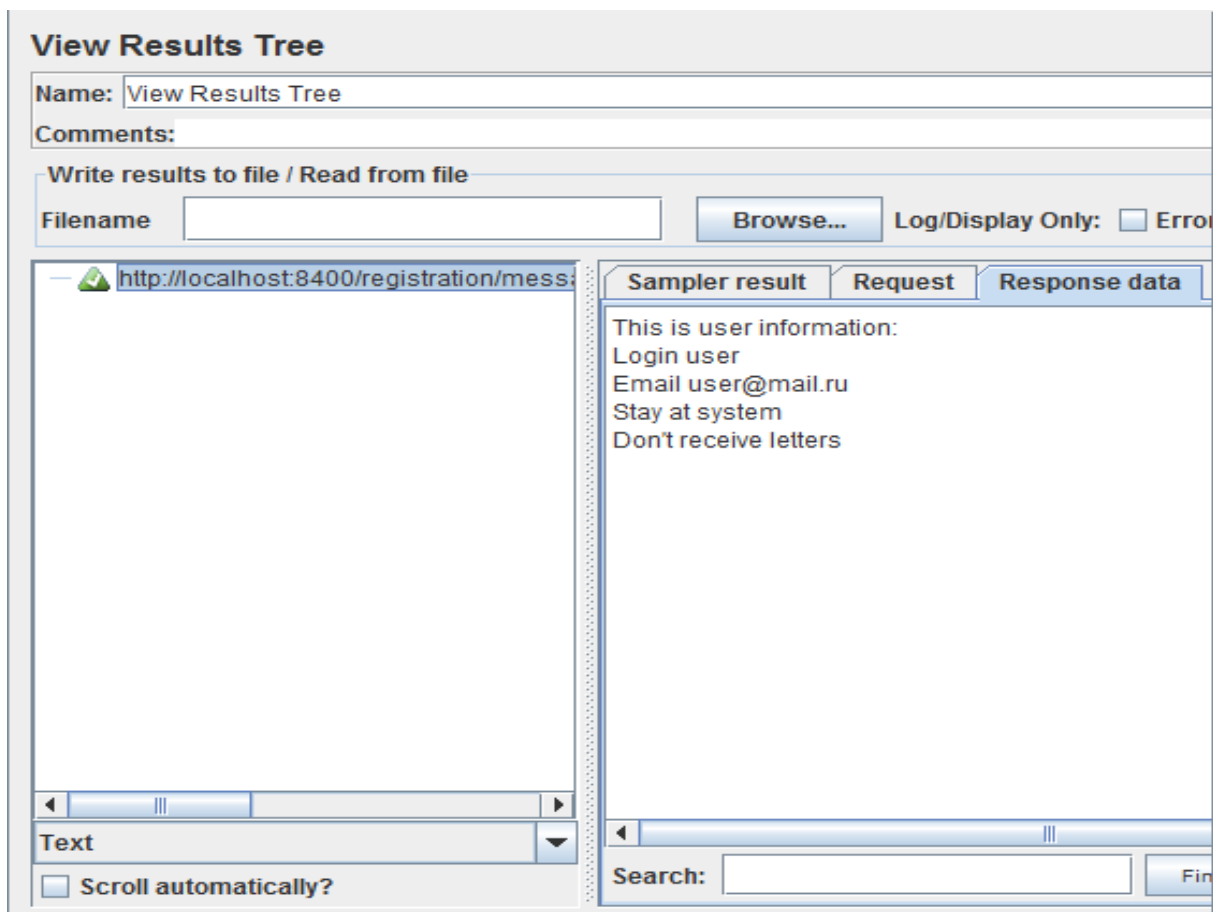 View Results Tree
Name: View Results Tree
Comments:
Write results to file / Read from file
Filename Browse... Log/Display Only:
http://localhost:8400/registration/mess
Sampler result Request Response data
This is user information:
Login user
Email user@mail.ru
Stay at system
Don't receive letters
Text
Scroll automatically?
Search: